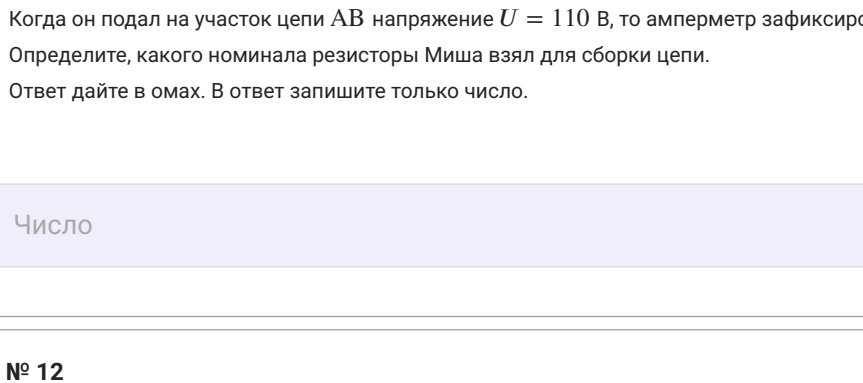 Когда он подал на участок цепи AB напряжение U = 110 В, то амперметр
Определите, какого номинала резисторы Миша взял для сборки цепи.
Ответ дайте в омах. В ответ запишите только число.
Число
№ 12